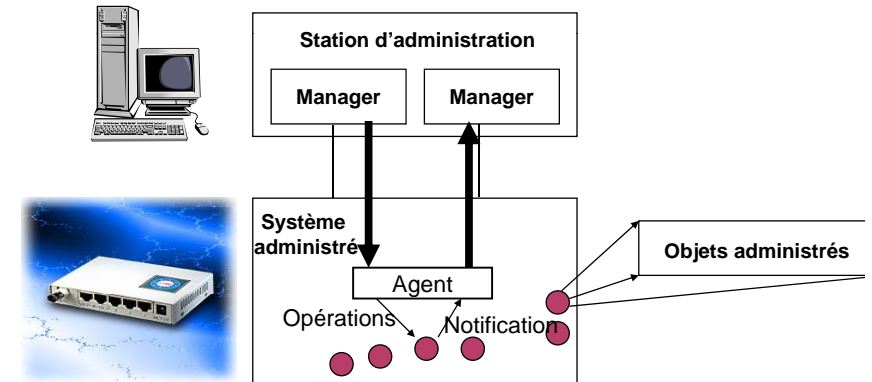 Station d'administration
Manager
Manager
Système
administré
Agent
Opérations
Notification
Objets administrés